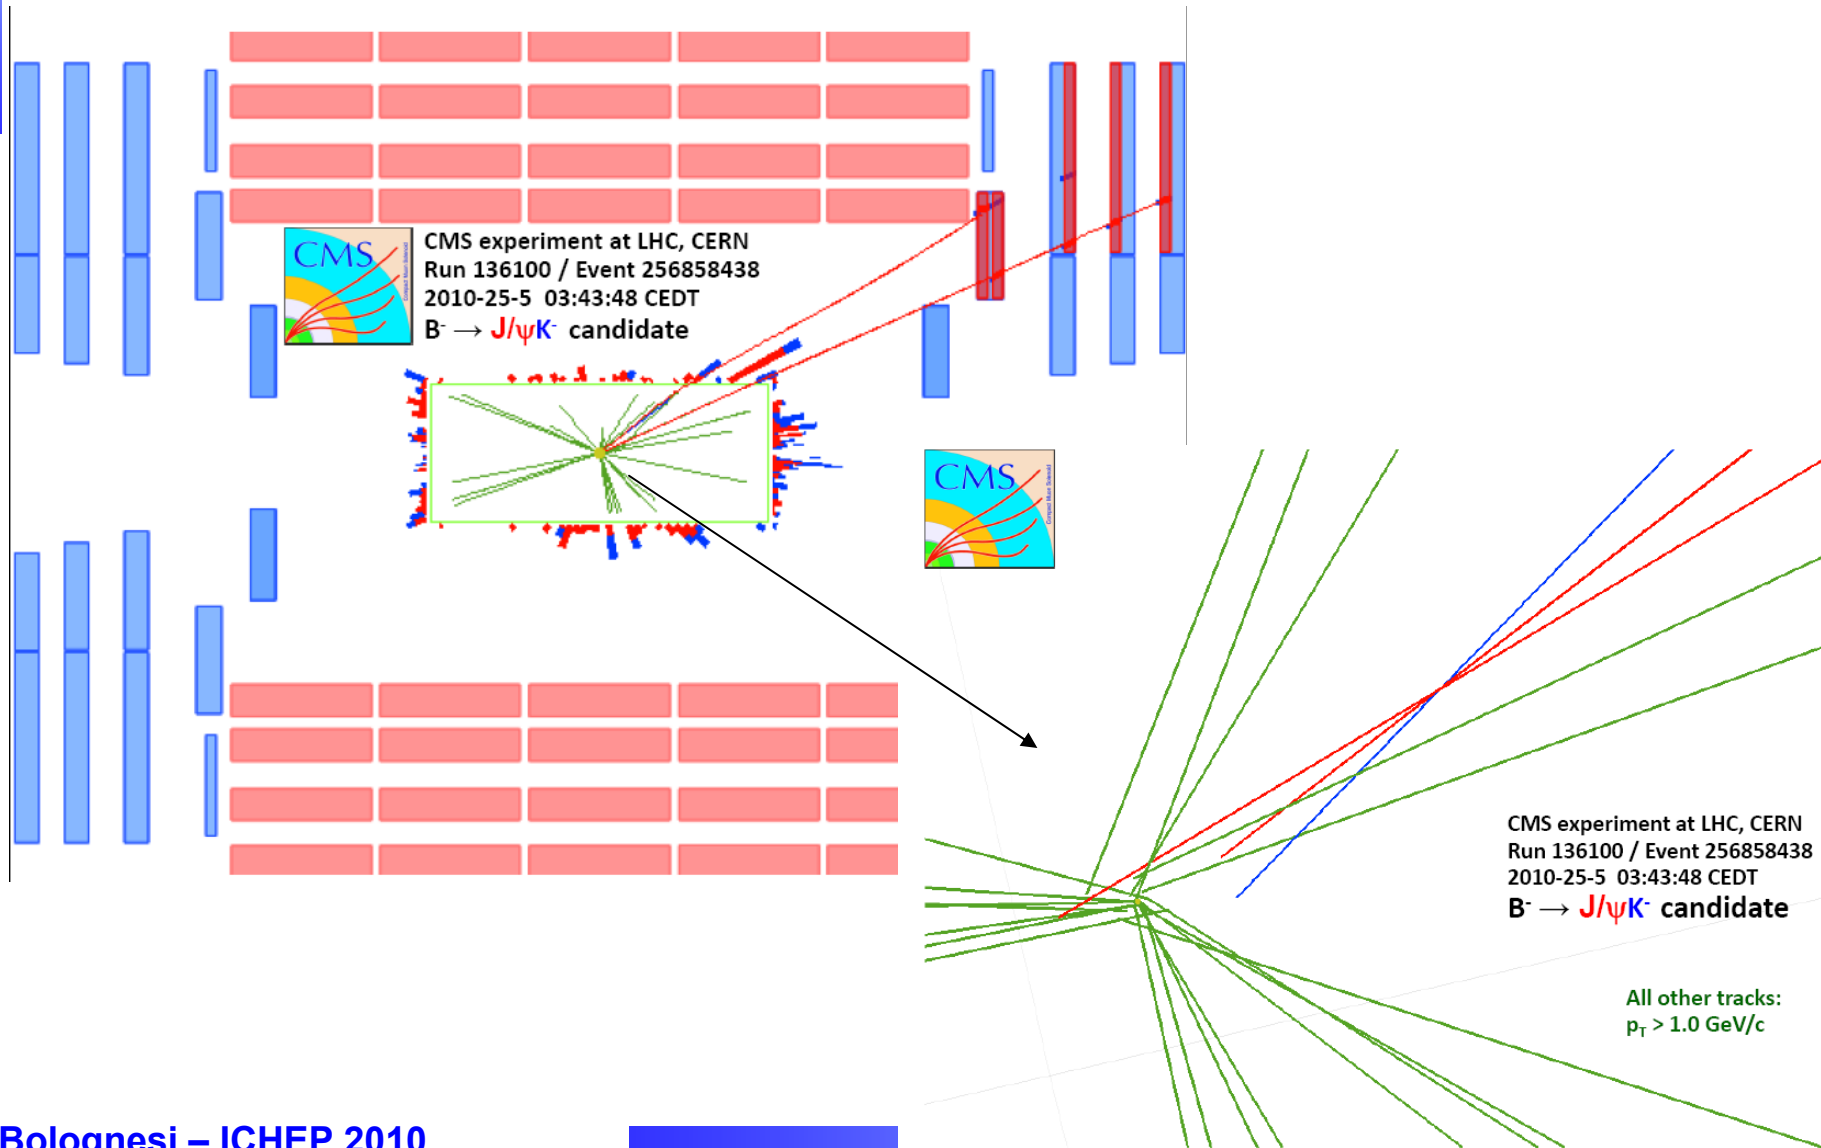 CMS
CMS experiment at LHC, CERN
Run 136100 / Event 256858438
2010-25-5 03:43:48 CEDT
B⁻ → J/ψK⁻ candidate
CMS
CMS experiment at LHC, CERN
Run 136100 / Event 256858438
2010-25-5 03:43:48 CEDT
B⁻ → J/ψK⁻ candidate
All other tracks:
p_T > 1.0 GeV/c
Bolognesi – ICHEP 2010